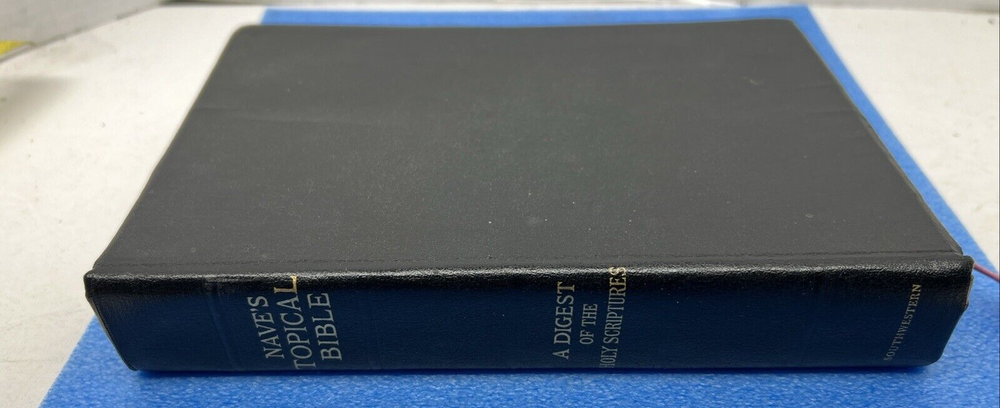 NAVE'S
TOPICAL
BIBLE
A DIGEST
OF THE
HOLY SCRIPTURES
SOUTHWESTERN